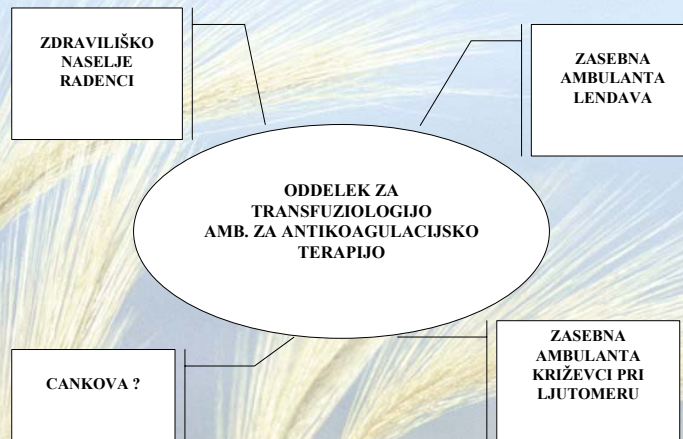 ZDRAVILIŠKO
NASELJE
RADENCI
ZASEBNA
AMBULANTA
LENDAVA
ODDELEK ZA
TRANSFUZIOLOGIJO
AMB. ZA ANTIKOAGULACIJSKO
TERAPIJO
CANKOVA ?
ZASEBNA
AMBULANTA
KRIŽEVCI PRI
LJUTOMERU